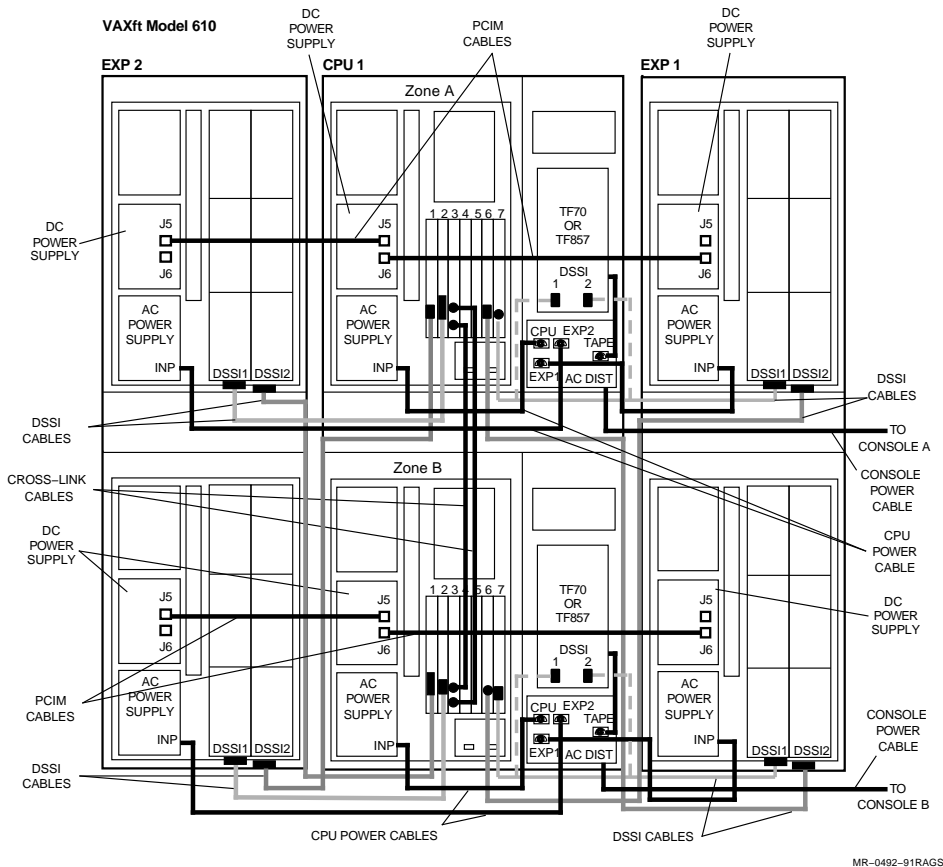 VAXft Model 610
DC
POWER
SUPPLY
PCIM
CABLES
DC
POWER
SUPPLY
EXP 2
CPU 1
EXP 1
Zone A
DC
POWER
SUPPLY
J5
J6
J5
J6
1 2 3 4 5 6 7
TF70
OR
TF857
DSSI
1 2
J5
J6
AC
POWER
SUPPLY
INP
DSSI1 DSSI2
AC
POWER
SUPPLY
INP
CPU EXP2
TAPE
EXP1 AC DIST
AC
POWER
SUPPLY
INP
DSSI1 DSSI2
DSSI
CABLES
DSSI
CABLES
TO
CONSOLE A
CONSOLE
POWER
CABLE
CROSS–LINK
CABLES
Zone B
CPU
POWER
CABLE
DC
POWER
SUPPLY
J5
J6
J5
J6
1 2 3 4 5 6 7
TF70
OR
TF857
DSSI
1 2
J5
J6
DC
POWER
SUPPLY
PCIM
CABLES
AC
POWER
SUPPLY
INP
DSSI1 DSSI2
AC
POWER
SUPPLY
INP
CPU EXP2
TAPE
EXP1 AC DIST
AC
POWER
SUPPLY
INP
DSSI1 DSSI2
CONSOLE
POWER
CABLE
DSSI
CABLES
TO
CONSOLE B
CPU POWER CABLES
DSSI CABLES
MR–0492–91RAGS